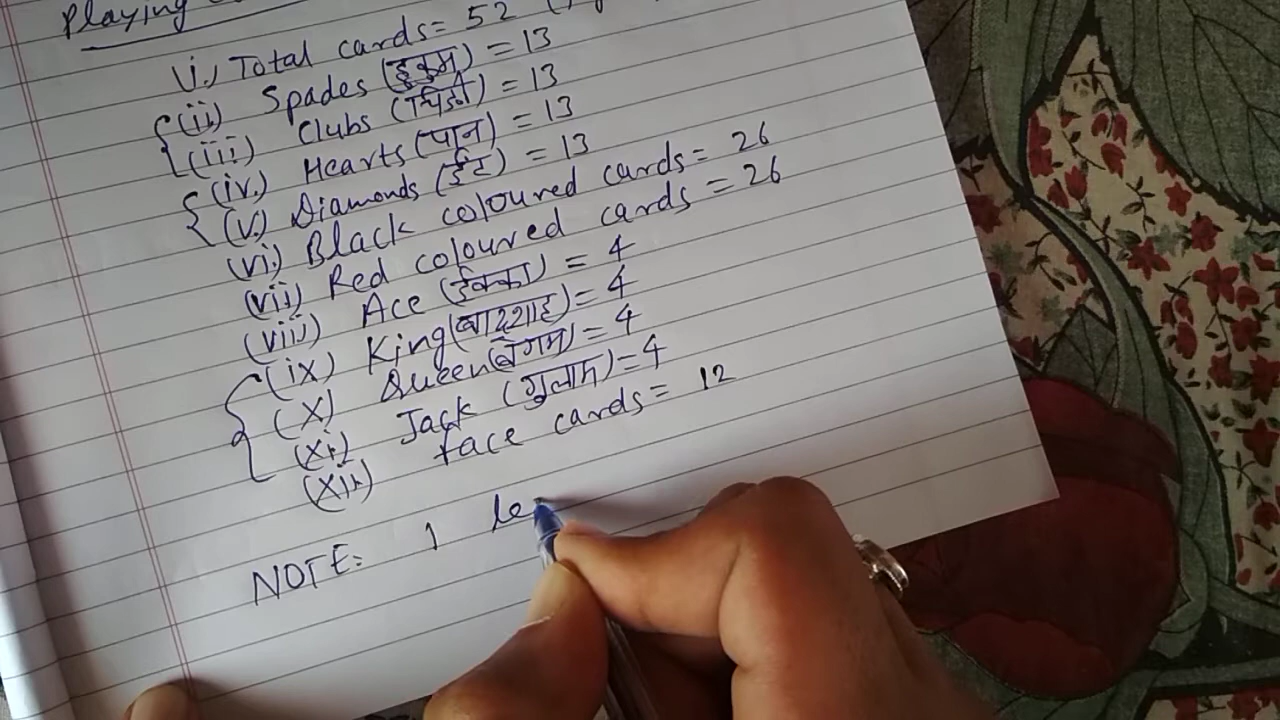 Playing
(i.) Total cards = 52
(ii) Spades (हुकुम) = 13
(iii) Clubs (चिड़ी) = 13
(iv.) Hearts (पान) = 13
(v.) Diamonds (ईंट) = 13
(vi.) Black coloured cards = 26
(vii) Red coloured cards = 26
(viii) Ace (ईक्का) = 4
(ix) King (बादशाह) = 4
(x) Queen (बेगम) = 4
(xi) Jack (गुलाम) = 4
(xii) face cards = 12
NOTE: 1